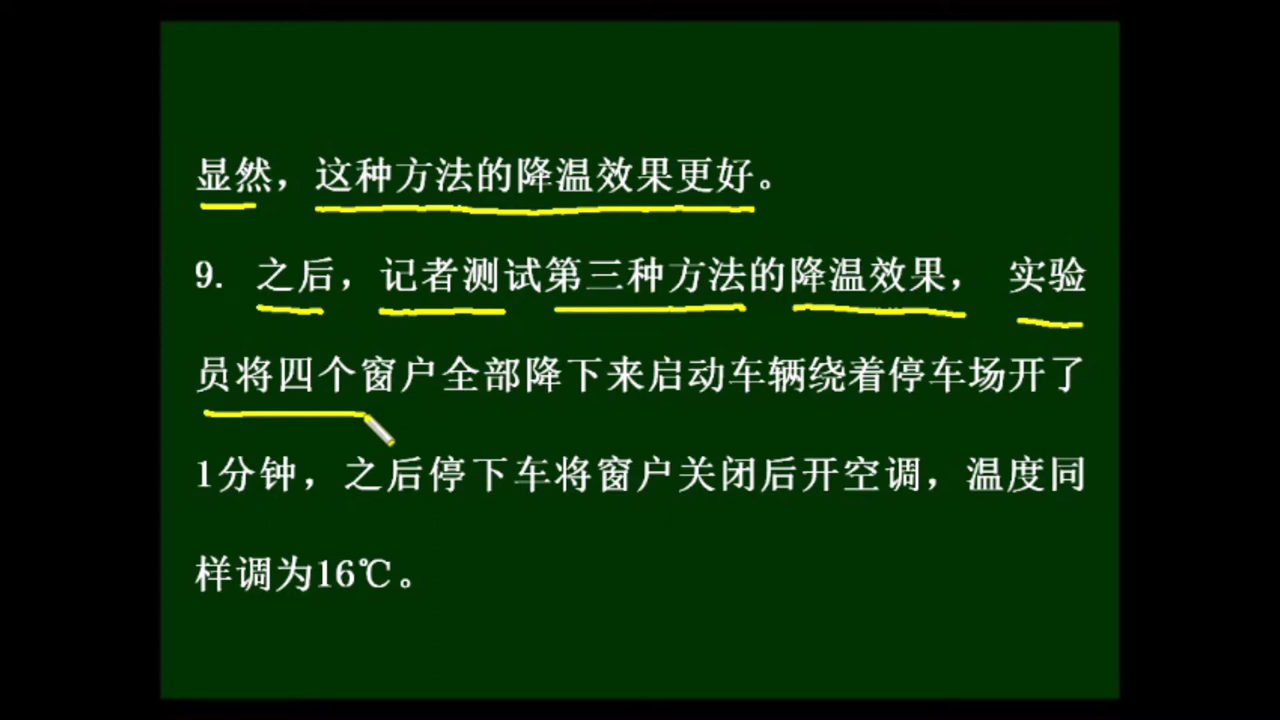 显然，这种方法的降温效果更好。
9. 之后，记者测试第三种方法的降温效果， 实验
员将四个窗户全部降下来启动车辆绕着停车场开了
1分钟，之后停下车将窗户关闭后开空调，温度同
样调为16℃。